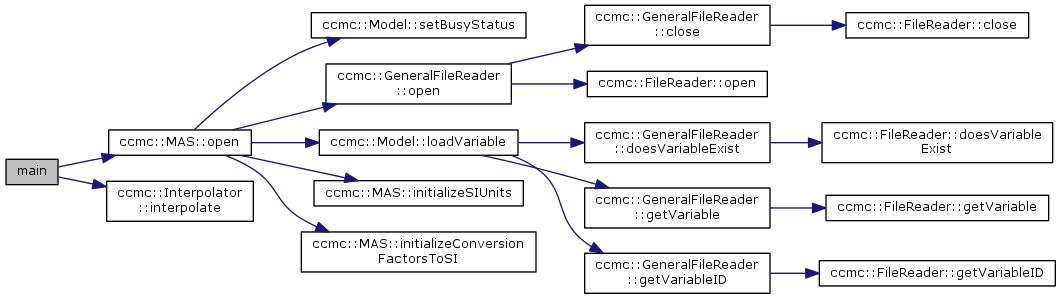 main
ccmc::MAS::open
ccmc::Interpolator
::interpolate
ccmc::Model::setBusyStatus
ccmc::GeneralFileReader
::open
ccmc::Model::loadVariable
ccmc::MAS::initializeSIUnits
ccmc::MAS::initializeConversion
FactorsToSI
ccmc::GeneralFileReader
::close
ccmc::FileReader::open
ccmc::GeneralFileReader
::doesVariableExist
ccmc::GeneralFileReader
::getVariable
ccmc::GeneralFileReader
::getVariableID
ccmc::FileReader::close
ccmc::FileReader::doesVariable
Exist
ccmc::FileReader::getVariable
ccmc::FileReader::getVariableID